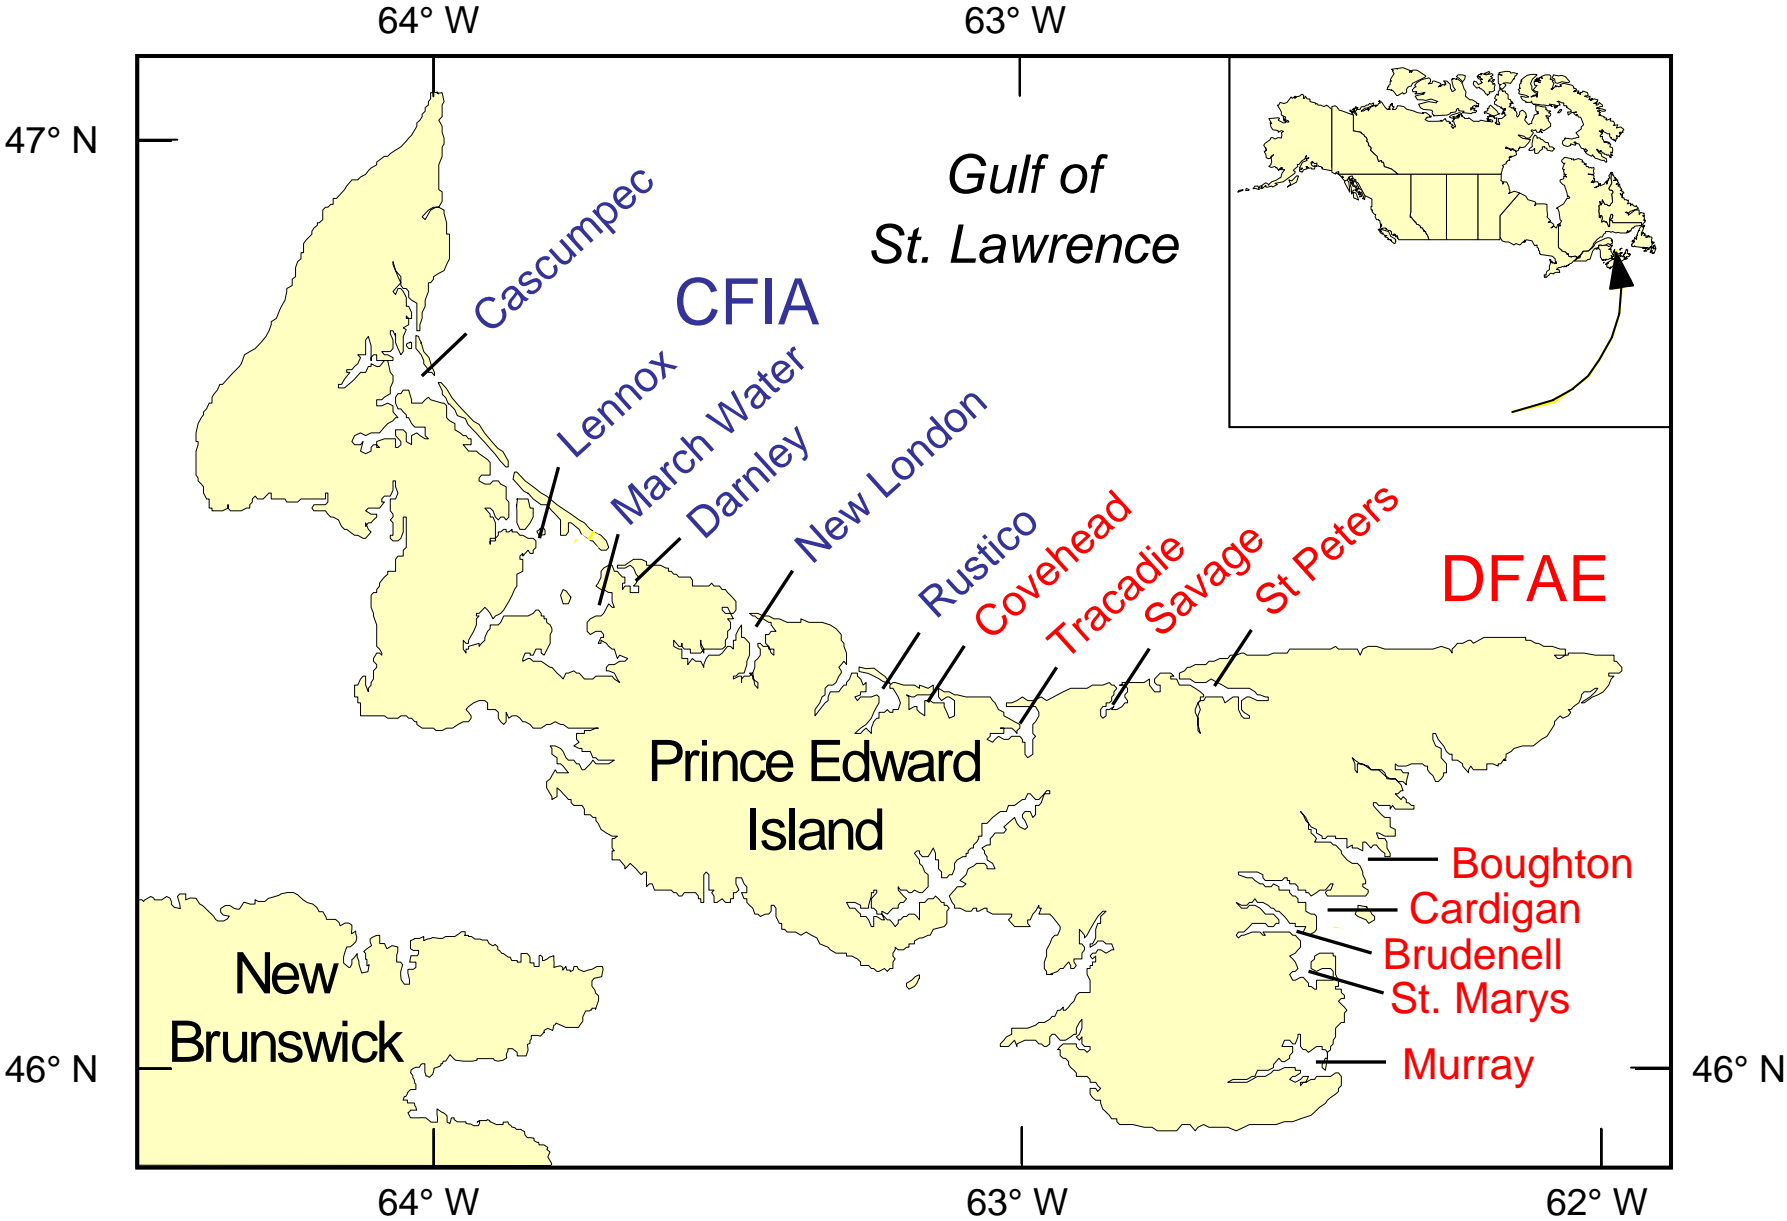 64° W
63° W
47° N
Gulf of
St. Lawrence
Cascumpec
CFIA
Lennox
March Water
Darnley
New London
Rustico
Covehead
Tracadie
Savage
St Peters
DFAE
Prince Edward
Island
Boughton
Cardigan
Brudenell
St. Marys
Murray
New
Brunswick
46° N
46° N
64° W
63° W
62° W